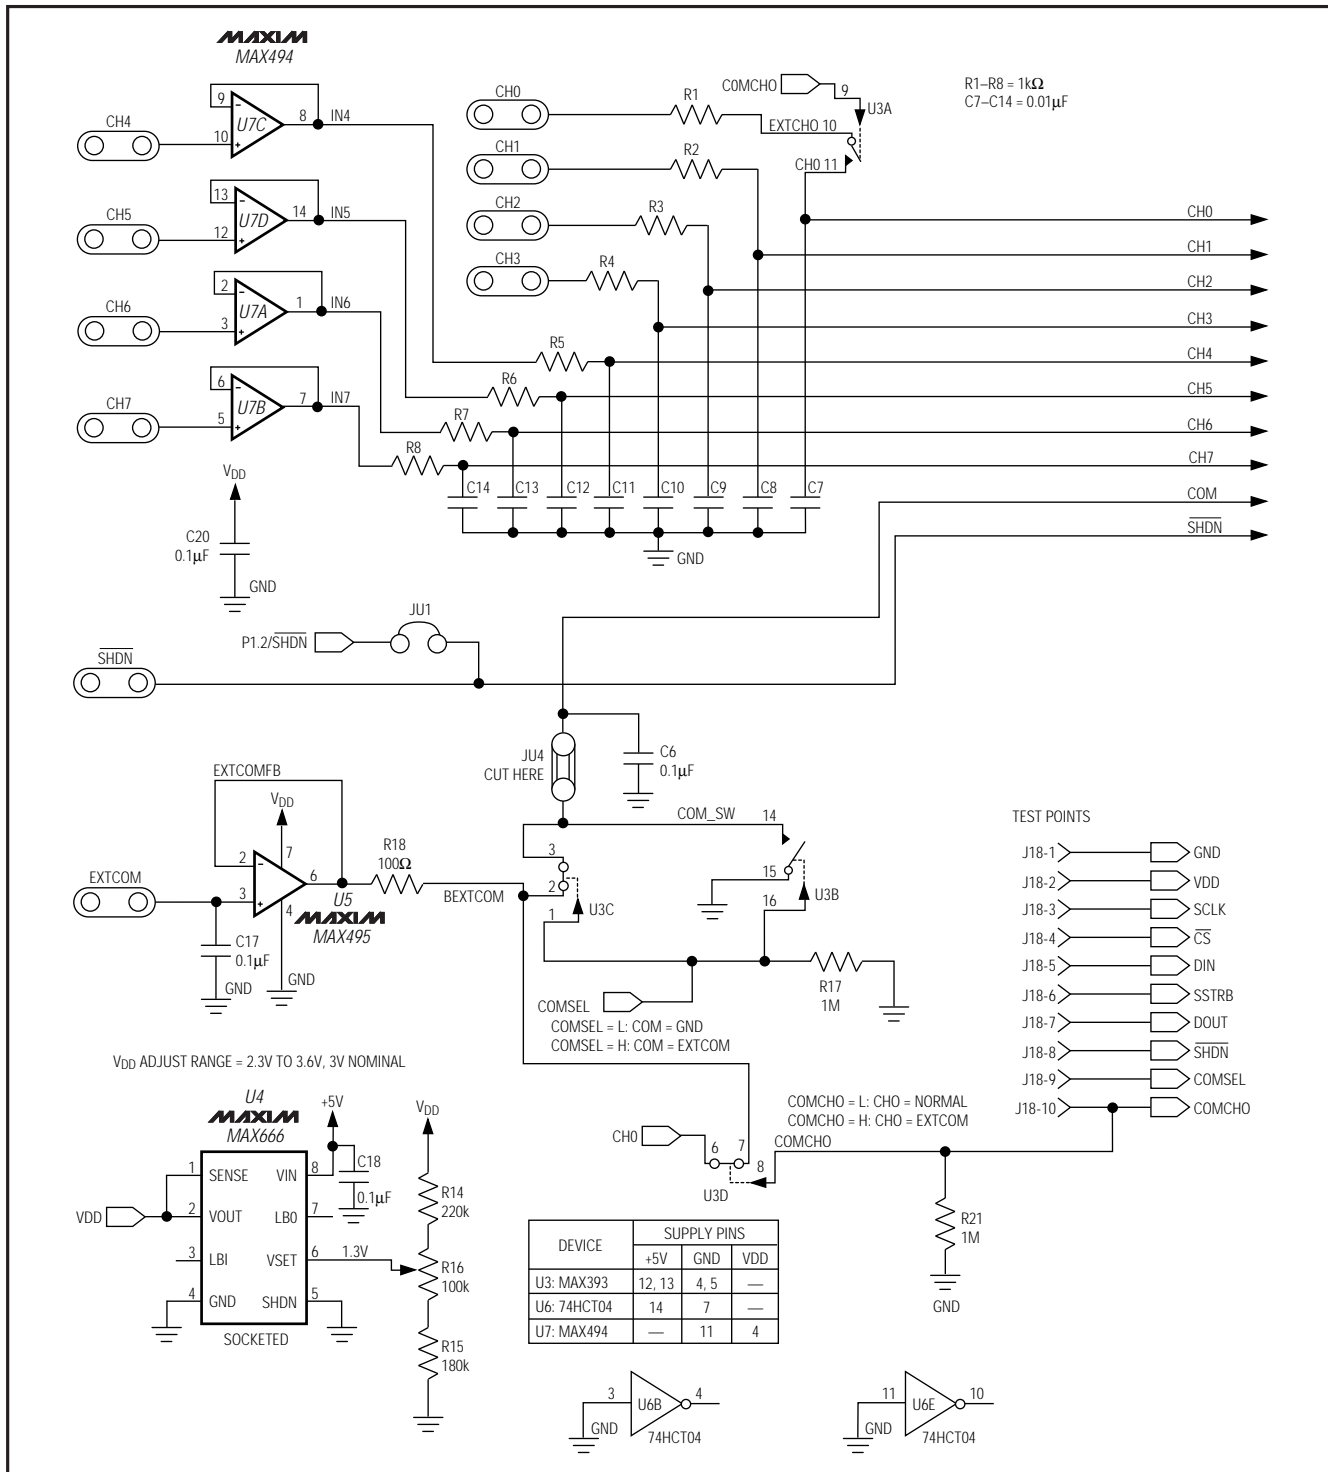 MAXIM
MAX494
CH4
9
10
-
+
U7C
8
IN4
CH5
13
12
-
+
U7D
14
IN5
CH6
2
3
-
+
U7A
1
IN6
CH7
6
5
-
+
U7B
7
IN7
CH0
R1
CH1
R2
CH2
R3
CH3
R4
COMCHO
9
U3A
EXTCHO 10
CH0 11
R1–R8 = 1kΩ
C7–C14 = 0.01µF
CH0
CH1
CH2
CH3
R5
CH4
R6
CH5
R7
CH6
R8
CH7
COM
SHDN
C14
C13
C12
C11
C10
C9
C8
C7
GND
VDD
C20
0.1µF
GND
JU1
P1.2/SHDN
SHDN
JU4
CUT HERE
C6
0.1µF
EXTCOMFB
VDD
7
2
3
-
+
6
4
U5
MAXIM
MAX495
R18
100Ω
EXTCOM
C17
0.1µF
GND
GND
BEXTCOM
3
2
1
U3C
COM_SW
14
15
16
U3B
R17
1M
COMSEL
COMSEL = L: COM = GND
COMSEL = H: COM = EXTCOM
TEST POINTS
J18-1 GND
J18-2 VDD
J18-3 SCLK
J18-4 CS
J18-5 DIN
J18-6 SSTRB
J18-7 DOUT
J18-8 SHDN
J18-9 COMSEL
J18-10 COMCHO
COMCHO = L: CHO = NORMAL
COMCHO = H: CHO = EXTCOM
COMCHO
CH0
6
7
8
U3D
R21
1M
GND
VDD ADJUST RANGE = 2.3V TO 3.6V, 3V NOMINAL
U4
MAXIM
MAX666
+5V
C18
0.1µF
1 SENSE VIN 8
VDD
2 VOUT LBO 7
3 LBI VSET 6
1.3V
4 GND SHDN 5
SOCKETED
VDD
R14
220k
R16
100k
R15
180k
DEVICE SUPPLY PINS
+5V GND VDD
U3: MAX393 12, 13 4, 5 —
U6: 74HCT04 14 7 —
U7: MAX494 — 11 4
3
U6B
4
GND
74HCT04
11
U6E
10
GND
74HCT04